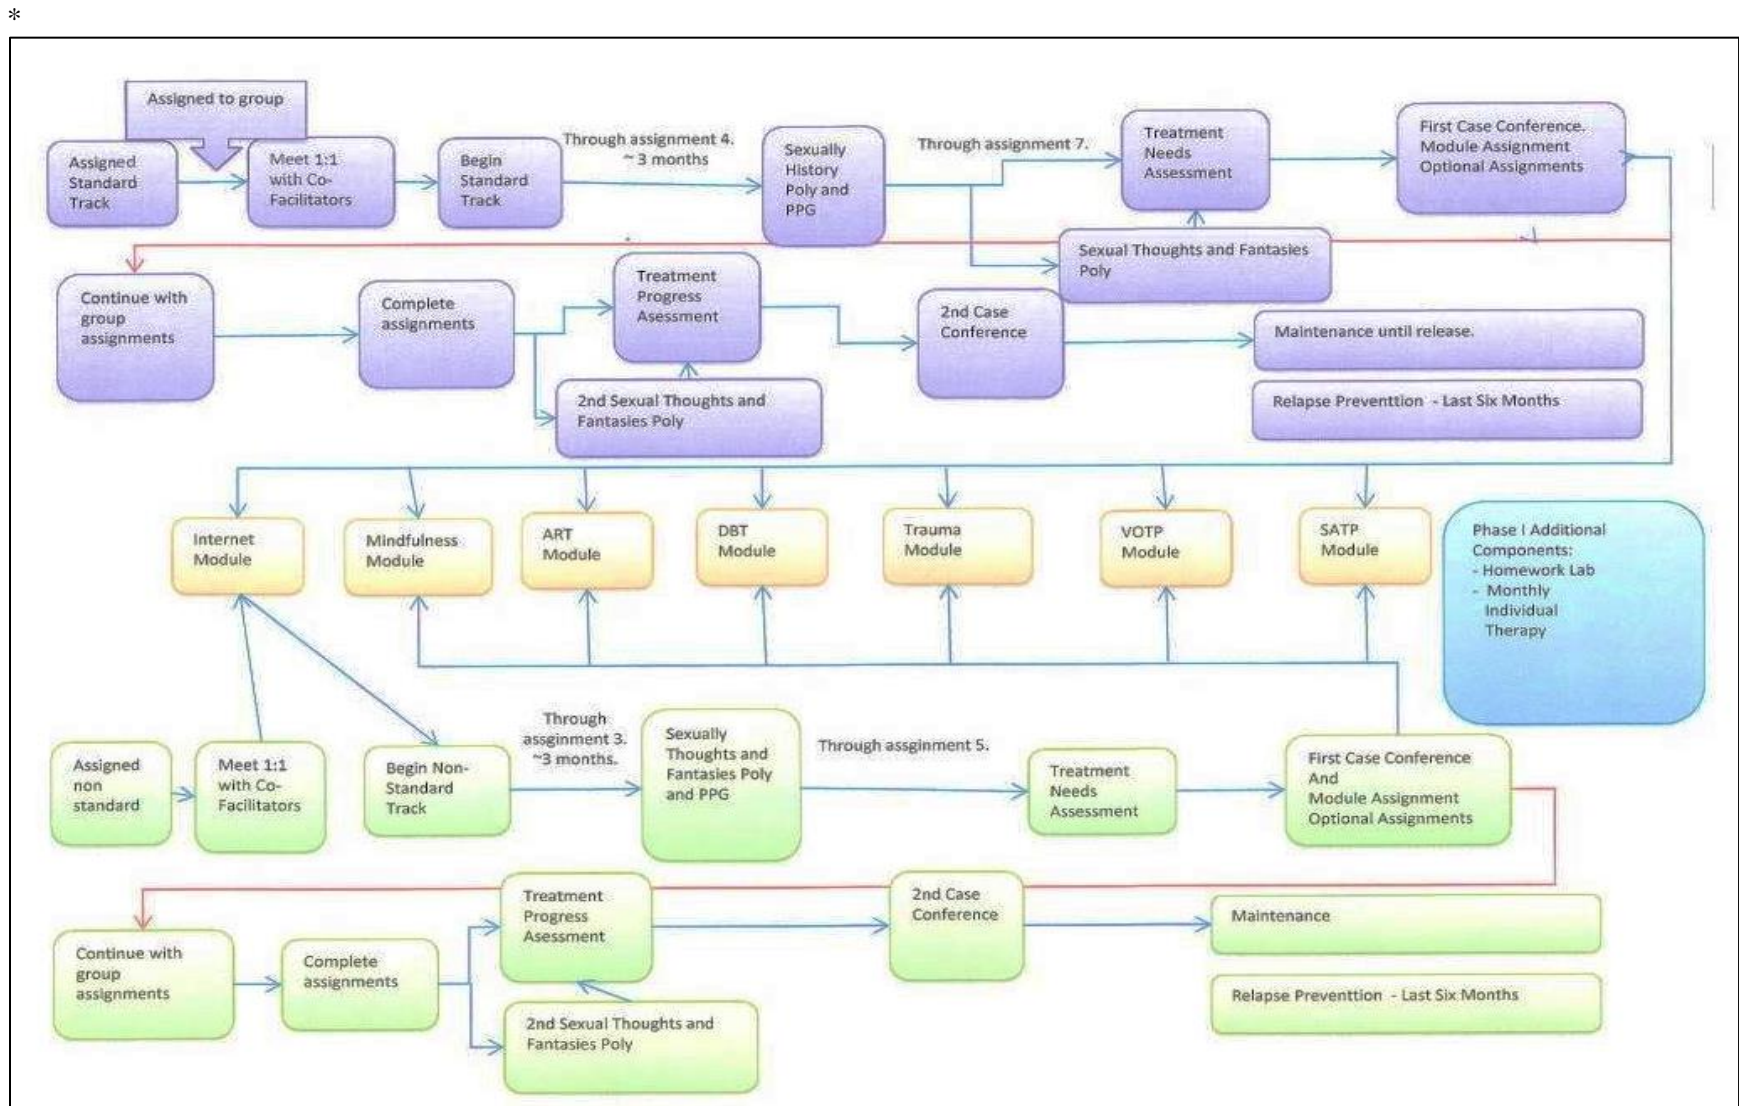 *
Assigned to group
Assigned
Standard
Track
Meet 1:1
with Co-
Facilitators
Begin
Standard
Track
Through assignment 4.
~ 3 months
Sexually
History
Poly and
PPG
Through assignment 7.
Treatment
Needs
Assessment
First Case Conference.
Module Assignment
Optional Assignments
Sexual Thoughts and Fantasies
Poly
Continue with
group
assignments
Complete
assignments
Treatment
Progress
Asessment
2nd Sexual Thoughts and
Fantasies Poly
2nd Case
Conference
Maintenance until release.
Relapse Preventtion - Last Six Months
Internet
Module
Mindfulness
Module
ART
Module
DBT
Module
Trauma
Module
VOTP
Module
SATP
Module
Phase I Additional
Components:
- Homework Lab
- Monthly
Individual
Therapy
Assigned
non
standard
Meet 1:1
with Co-
Facilitators
Begin Non-
Standard
Track
Through
assginment 3.
~3 months.
Sexually
Thoughts and
Fantasies Poly
and PPG
Through assginment 5.
Treatment
Needs
Assessment
First Case Conference
And
Module Assignment
Optional Assignments
Continue with
group
assignments
Complete
assignments
Treatment
Progress
Asessment
2nd Sexual Thoughts and
Fantasies Poly
2nd Case
Conference
Maintenance
Relapse Preventtion - Last Six Months